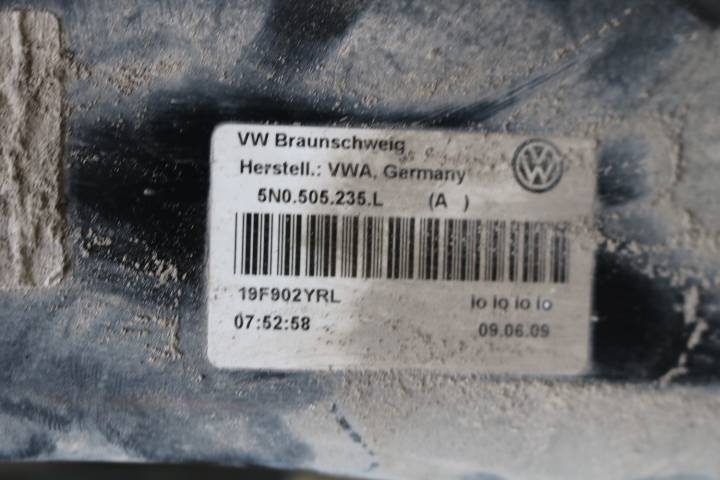 VW Braunschweig
Herstell.: VWA, Germany
5N0.505.235.L (A )
19F902YRL io io io io
07:52:58 09.06.09